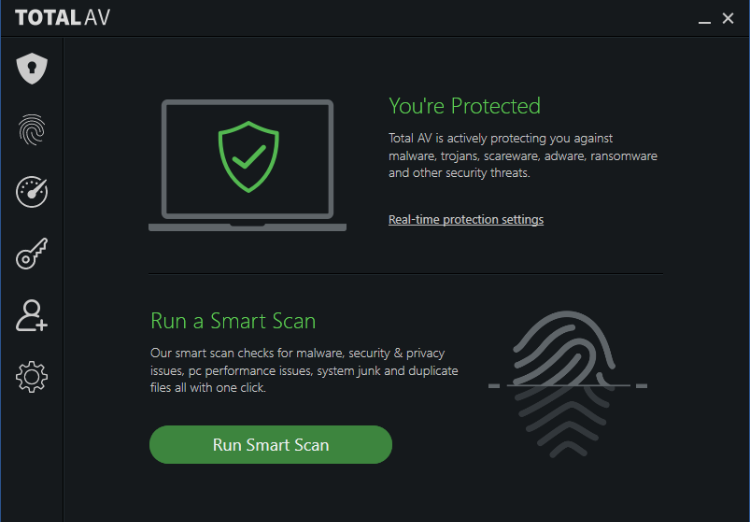 TOTAL AV
You're Protected
Total AV is actively protecting you against
malware, trojans, scareware, adware, ransomware
and other security threats.
Real-time protection settings
Run a Smart Scan
Our smart scan checks for malware, security & privacy
issues, pc performance issues, system junk and duplicate
files all with one click.
Run Smart Scan